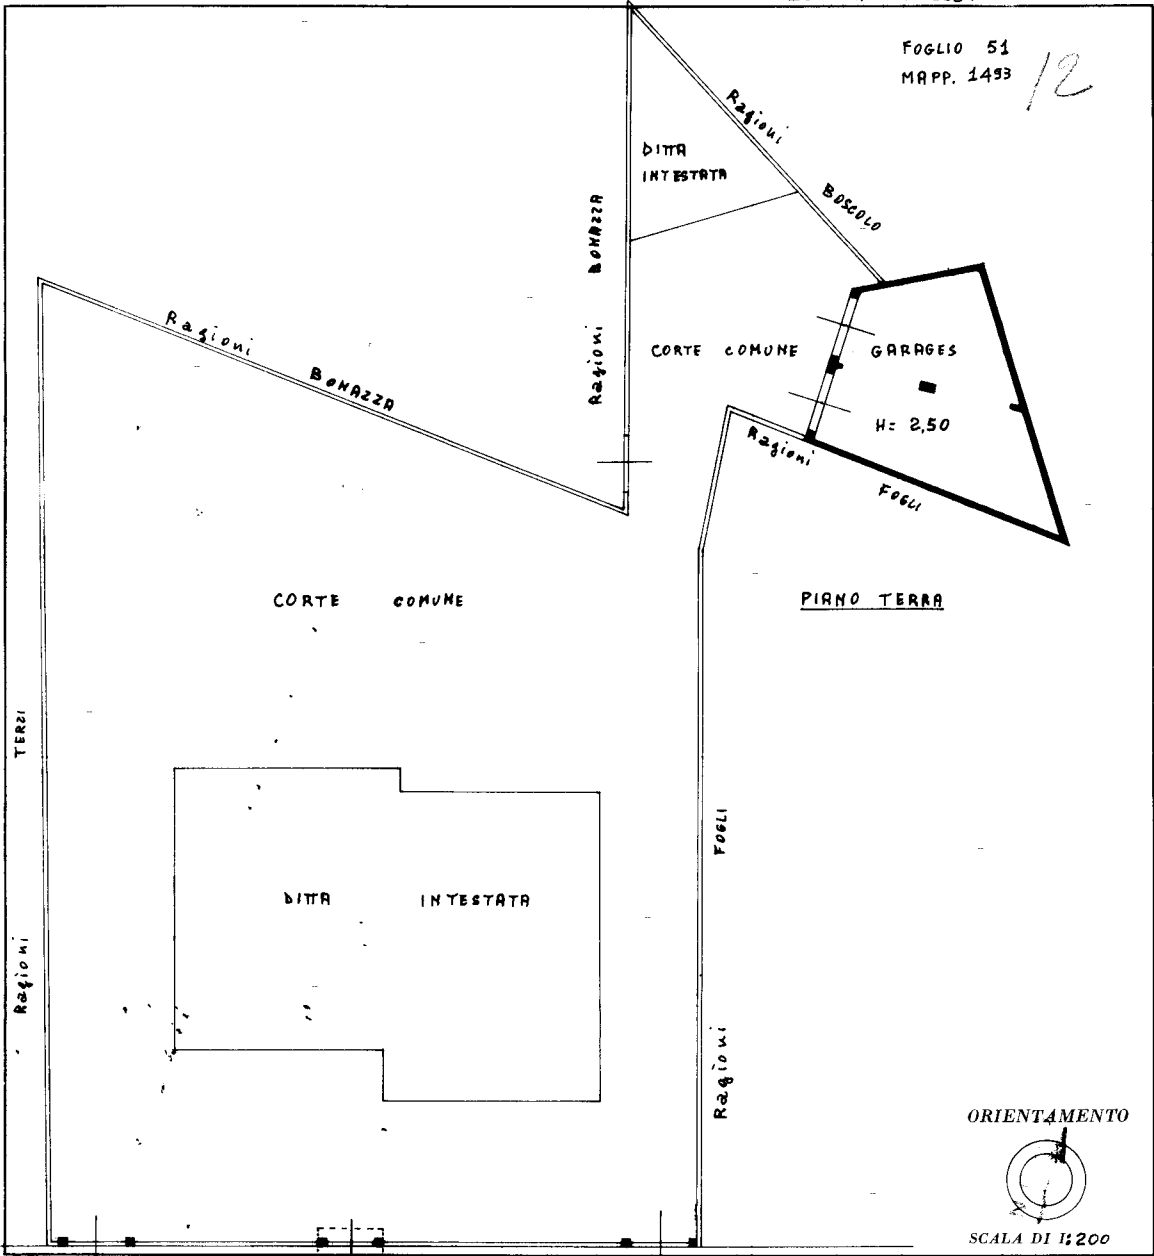 FOGLIO 51
MAPP. 1493
12
Ragioni BOSCOLO
DITTA
INTESTATA
Ragioni BONAZZA
Ragioni BONAZZA
CORTE COMUNE
GARAGES
H= 2,50
Ragioni FOGLI
CORTE COMUNE
PIANO TERRA
Ragioni TERZI
DITTA INTESTATA
Ragioni FOGLI
ORIENTAMENTO
SCALA DI 1:200